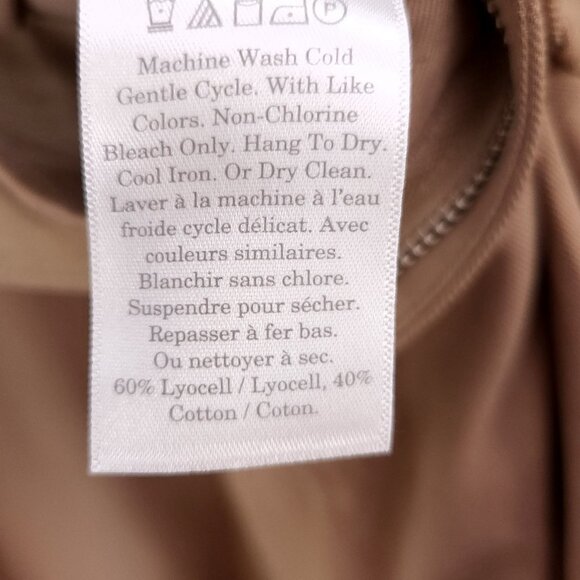 P
Machine Wash Cold
Gentle Cycle. With Like
Colors. Non-Chlorine
Bleach Only. Hang To Dry.
Cool Iron. Or Dry Clean.
Laver à la machine à l'eau
froide cycle délicat. Avec
couleurs similaires.
Blanchir sans chlore.
Suspendre pour sécher.
Repasser à fer bas.
Ou nettoyer à sec.
60% Lyocell / Lyocell, 40%
Cotton / Coton.